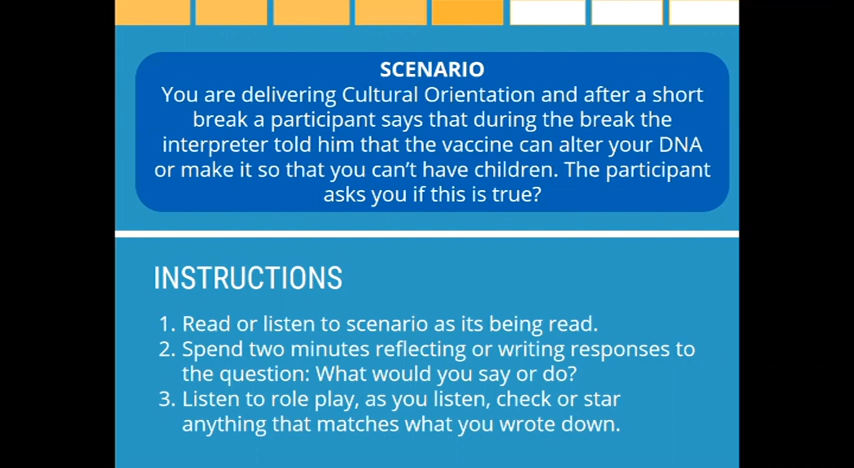 SCENARIO
You are delivering Cultural Orientation and after a short
break a participant says that during the break the
interpreter told him that the vaccine can alter your DNA
or make it so that you can't have children. The participant
asks you if this is true?
INSTRUCTIONS
1. Read or listen to scenario as its being read.
2. Spend two minutes reflecting or writing responses to
the question: What would you say or do?
3. Listen to role play, as you listen, check or star
anything that matches what you wrote down.